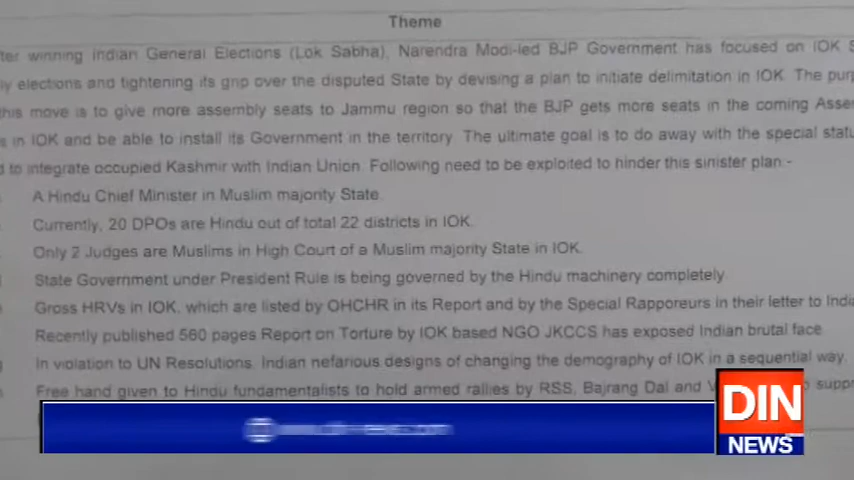 Theme
ter winning Indian General Elections (Lok Sabha), Narendra Modi-led BJP Government has focused on IOK S
ly elections and tightening its grip over the disputed State by devising a plan to initiate delimitation in IOK. The purp
this move is to give more assembly seats to Jammu region so that the BJP gets more seats in the coming Assem
s in IOK and be able to install its Government in the territory. The ultimate goal is to do away with the special statu
d to integrate occupied Kashmir with Indian Union. Following need to be exploited to hinder this sinister plan:-
A Hindu Chief Minister in Muslim majority State.
Currently, 20 DPOs are Hindu out of total 22 districts in IOK.
Only 2 Judges are Muslims in High Court of a Muslim majority State in IOK.
State Government under President Rule is being governed by the Hindu machinery completely.
Gross HRVs in IOK, which are listed by OHCHR in its Report and by the Special Rapporeurs in their letter to India
Recently published 560 pages Report on Torture by IOK based NGO JKCCS has exposed Indian brutal face.
In violation to UN Resolutions, Indian nefarious designs of changing the demography of IOK in a sequential way.
Free hand given to Hindu fundamentalists to hold armed rallies by RSS, Bajrang Dal and V suppo
DIN
NEWS